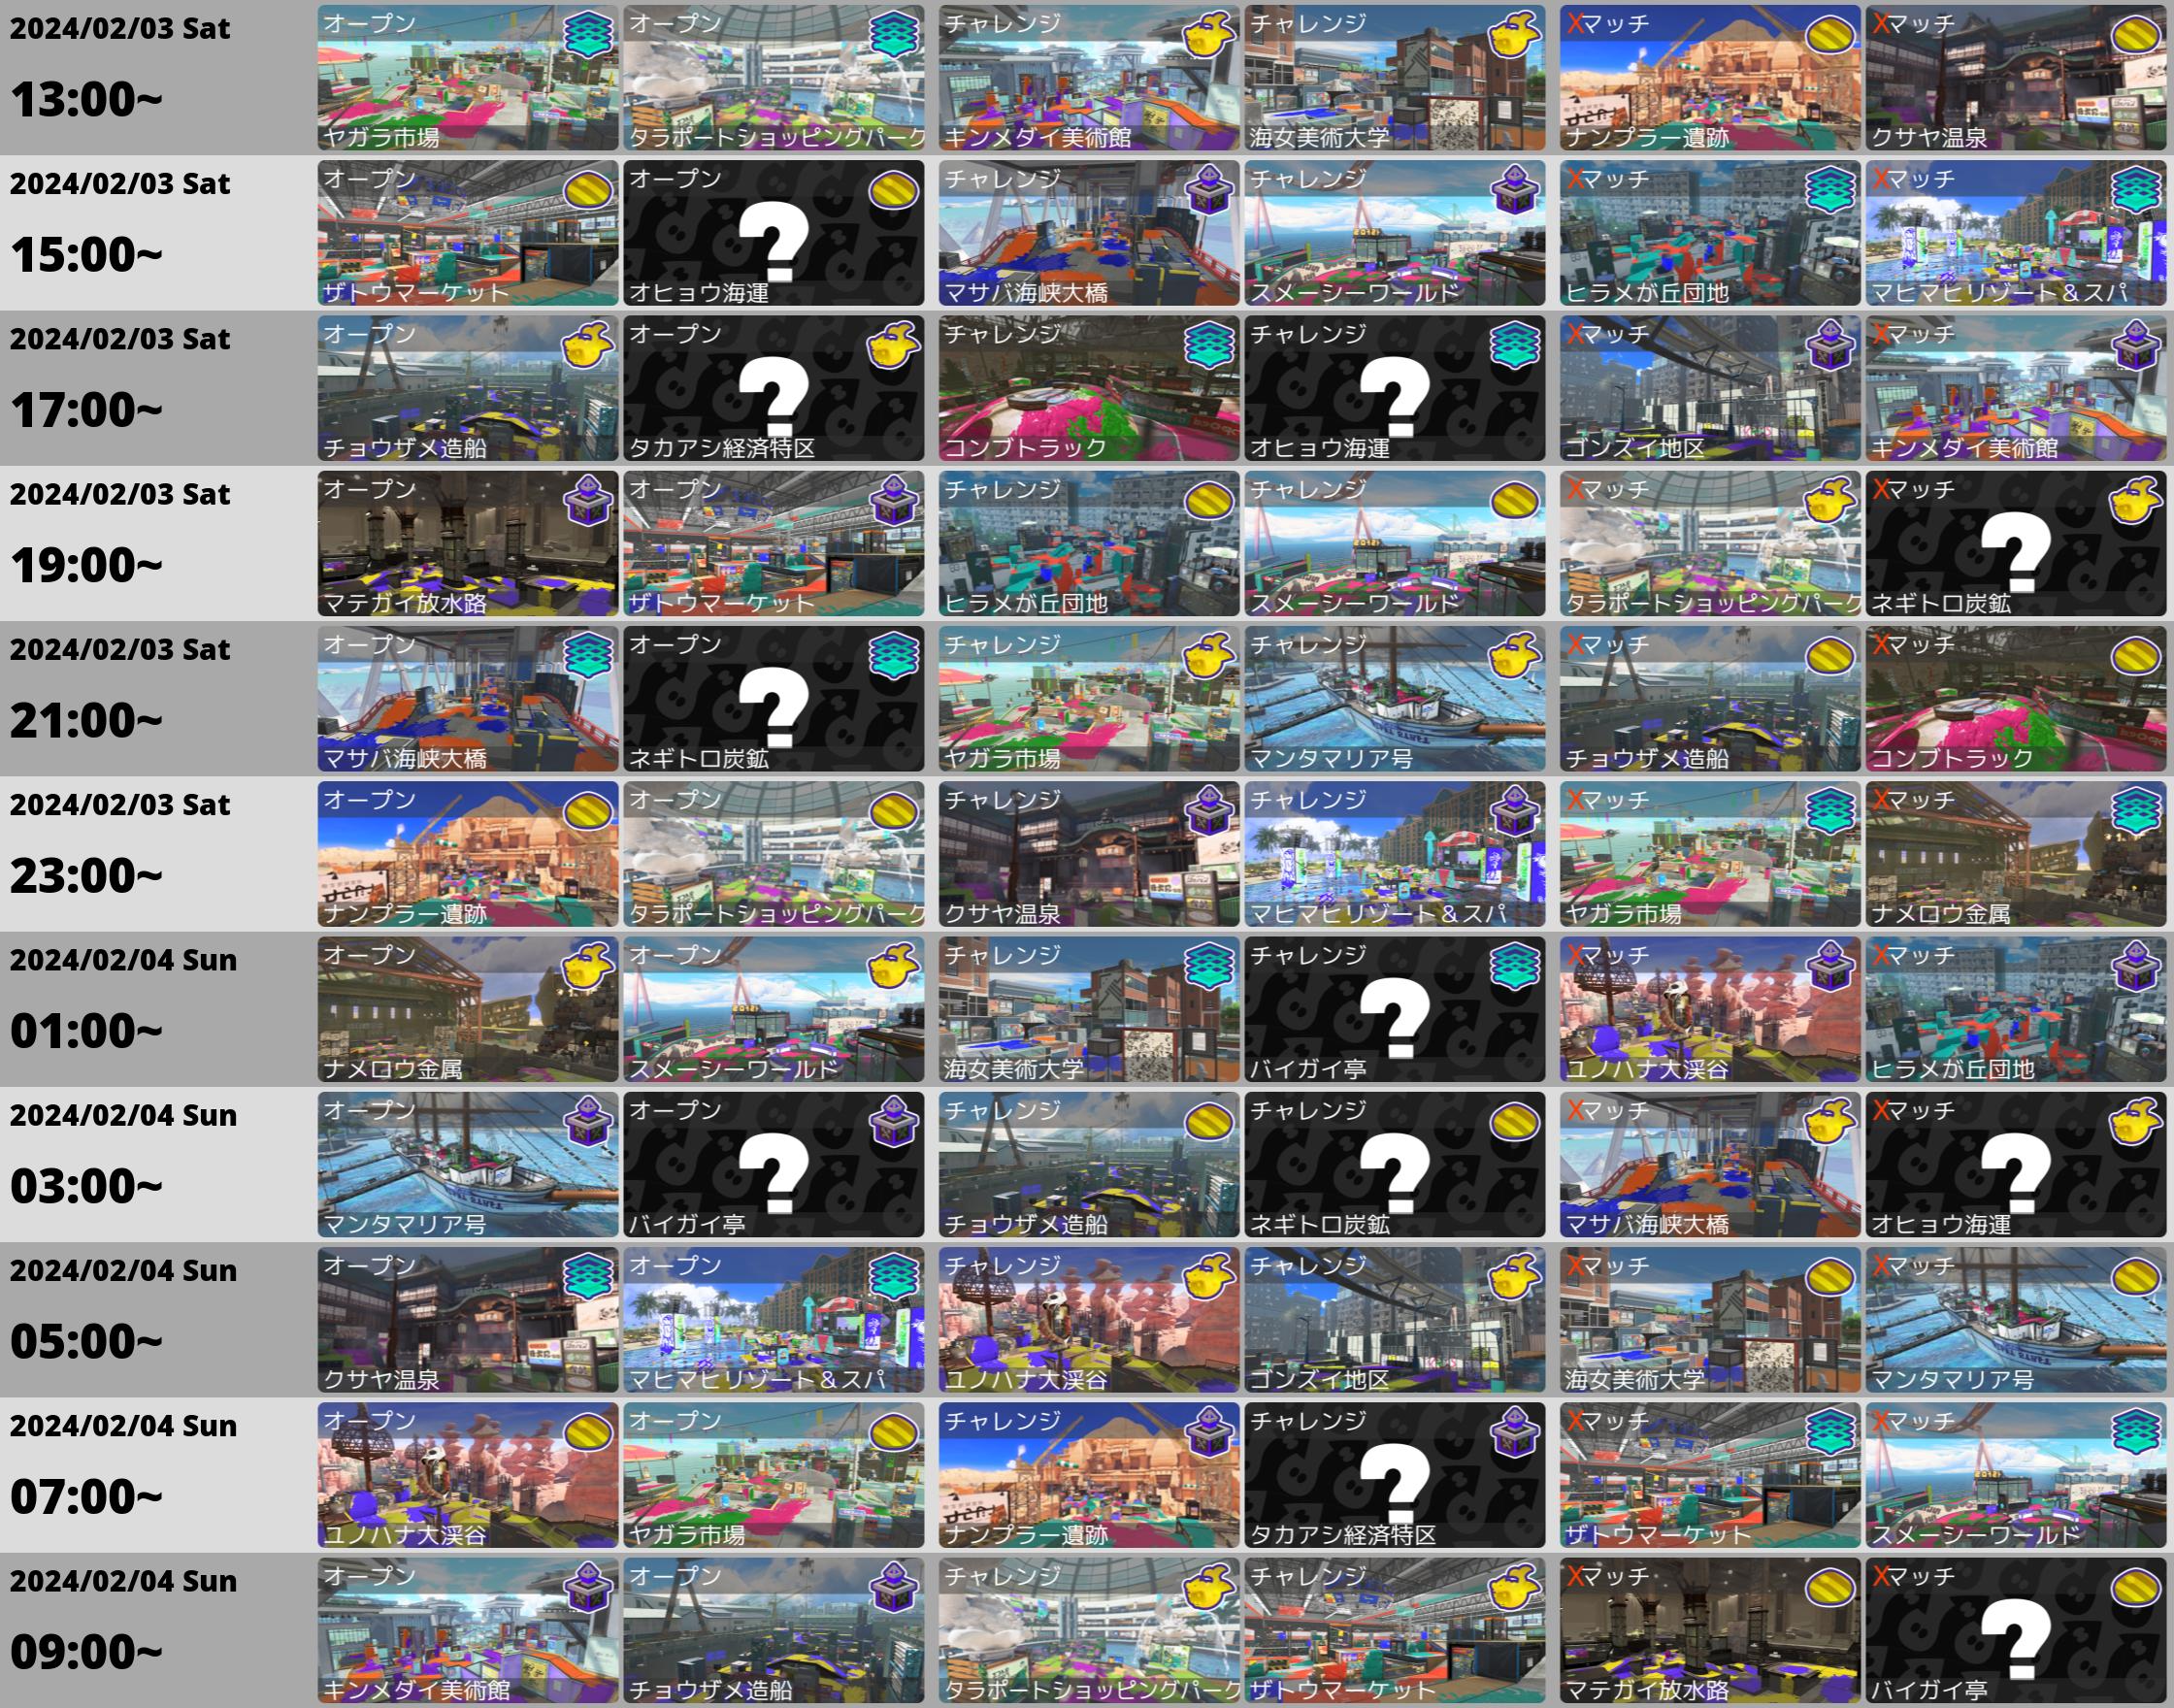 2024/02/03 Sat
13:00~
オープン
ヤガラ市場
オープン
タラポートショッピングパーク
チャレンジ
キンメダイ美術館
チャレンジ
海女美術大学
Xマッチ
ナンプラー遺跡
Xマッチ
クサヤ温泉
2024/02/03 Sat
15:00~
オープン
ザトウマーケット
オープン
?
オヒョウ海運
チャレンジ
マサバ海峡大橋
チャレンジ
スメーシーワールド
Xマッチ
ヒラメが丘団地
Xマッチ
マヒマヒリゾート&スパ
2024/02/03 Sat
17:00~
オープン
チョウザメ造船
オープン
?
タカアシ経済特区
チャレンジ
コンブトラック
チャレンジ
?
オヒョウ海運
Xマッチ
ゴンズイ地区
Xマッチ
キンメダイ美術館
2024/02/03 Sat
19:00~
オープン
マテガイ放水路
オープン
ザトウマーケット
チャレンジ
ヒラメが丘団地
チャレンジ
スメーシーワールド
Xマッチ
タラポートショッピングパーク
Xマッチ
?
ネギトロ炭鉱
2024/02/03 Sat
21:00~
オープン
マサバ海峡大橋
オープン
?
ネギトロ炭鉱
チャレンジ
ヤガラ市場
チャレンジ
マンタマリア号
Xマッチ
チョウザメ造船
Xマッチ
コンブトラック
2024/02/03 Sat
23:00~
オープン
ナンプラー遺跡
オープン
タラポートショッピングパーク
チャレンジ
クサヤ温泉
チャレンジ
マヒマヒリゾート&スパ
Xマッチ
ヤガラ市場
Xマッチ
ナメロウ金属
2024/02/04 Sun
01:00~
オープン
ナメロウ金属
オープン
スメーシーワールド
チャレンジ
海女美術大学
チャレンジ
?
バイガイ亭
Xマッチ
ユノハナ大渓谷
Xマッチ
ヒラメが丘団地
2024/02/04 Sun
03:00~
オープン
マンタマリア号
オープン
?
バイガイ亭
チャレンジ
チョウザメ造船
チャレンジ
?
ネギトロ炭鉱
Xマッチ
マサバ海峡大橋
Xマッチ
?
オヒョウ海運
2024/02/04 Sun
05:00~
オープン
クサヤ温泉
オープン
マヒマヒリゾート&スパ
チャレンジ
ユノハナ大渓谷
チャレンジ
ゴンズイ地区
Xマッチ
海女美術大学
Xマッチ
マンタマリア号
2024/02/04 Sun
07:00~
オープン
ユノハナ大渓谷
オープン
ヤガラ市場
チャレンジ
ナンプラー遺跡
チャレンジ
?
タカアシ経済特区
Xマッチ
ザトウマーケット
Xマッチ
スメーシーワールド
2024/02/04 Sun
09:00~
オープン
キンメダイ美術館
オープン
チョウザメ造船
チャレンジ
タラポートショッピングパーク
チャレンジ
ザトウマーケット
Xマッチ
マテガイ放水路
Xマッチ
?
バイガイ亭